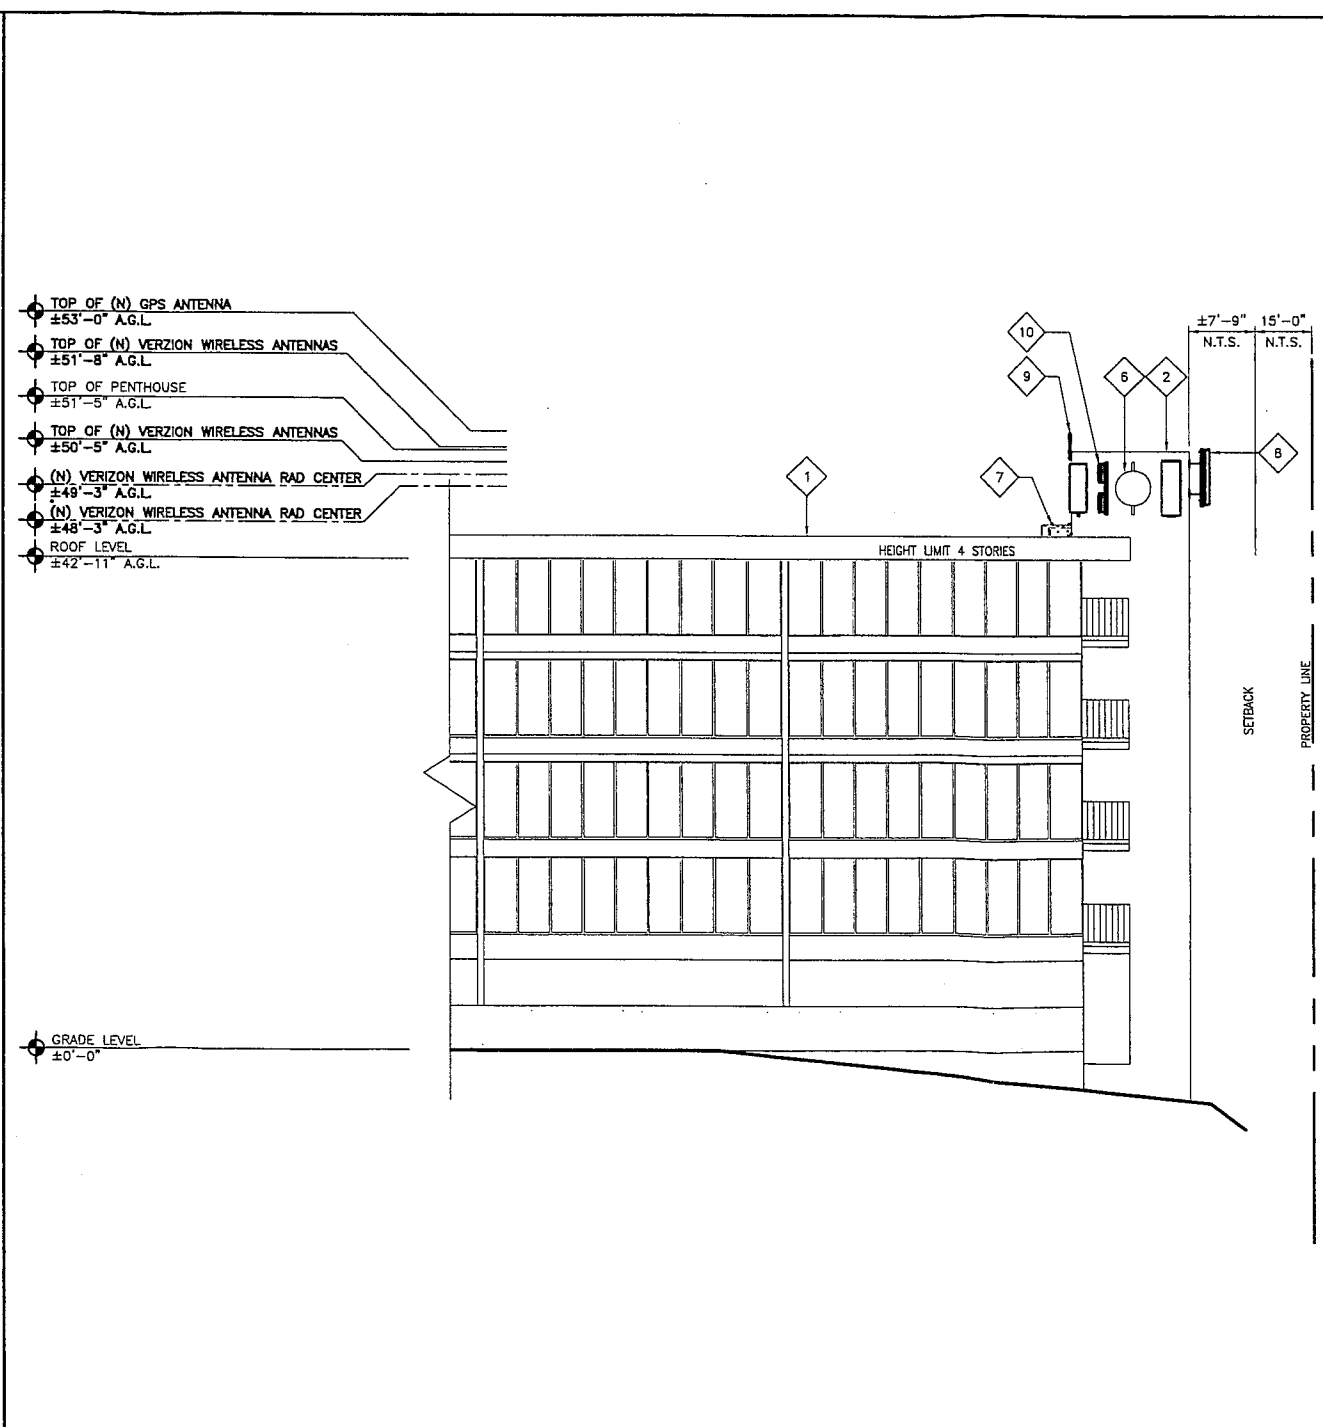 TOP OF (N) GPS ANTENNA
±53'-0" A.G.L.
TOP OF (N) VERZION WIRELESS ANTENNAS
±51'-8" A.G.L.
TOP OF PENTHOUSE
±51'-5" A.G.L.
TOP OF (N) VERZION WIRELESS ANTENNAS
±50'-5" A.G.L.
(N) VERIZON WIRELESS ANTENNA RAD CENTER
±49'-3" A.G.L.
(N) VERIZON WIRELESS ANTENNA RAD CENTER
±48'-3" A.G.L.
ROOF LEVEL
±42'-11" A.G.L.
GRADE LEVEL
±0'-0"
10
9
6
2
±7'-9"
N.T.S.
15'-0"
N.T.S.
8
7
1
HEIGHT LIMIT 4 STORIES
SETBACK
PROPERTY LINE